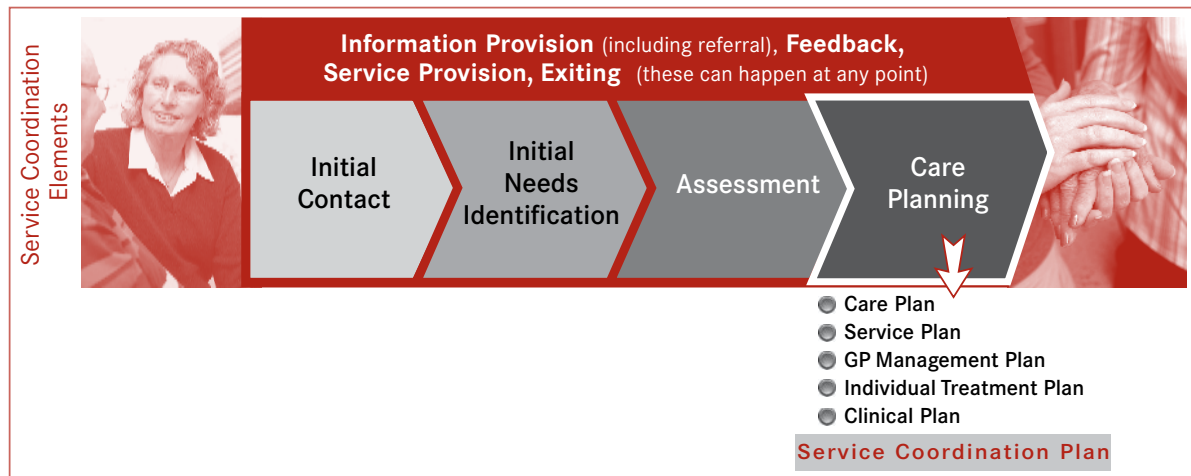 Service Coordination
Elements
Information Provision (including referral), Feedback,
Service Provision, Exiting (these can happen at any point)
Initial
Contact
Initial
Needs
Identification
Assessment
Care
Planning
Care Plan
Service Plan
GP Management Plan
Individual Treatment Plan
Clinical Plan
Service Coordination Plan